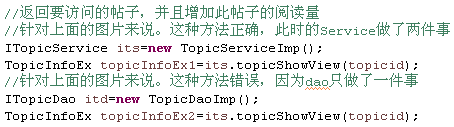 //返回要访问的帖子，并且增加此帖子的阅读量
//针对上面的图片来说。这种方法正确，此时的Service做了两件事
ITopicService its=new TopicServiceImp();
TopicInfoEx topicInfoEx1=its.topicShowView(topicid);
//针对上面的图片来说。这种方法错误，因为dao只做了一件事
ITopicDao itd=new TopicDaoImp();
TopicInfoEx topicInfoEx2=its.topicShowView(topicid);